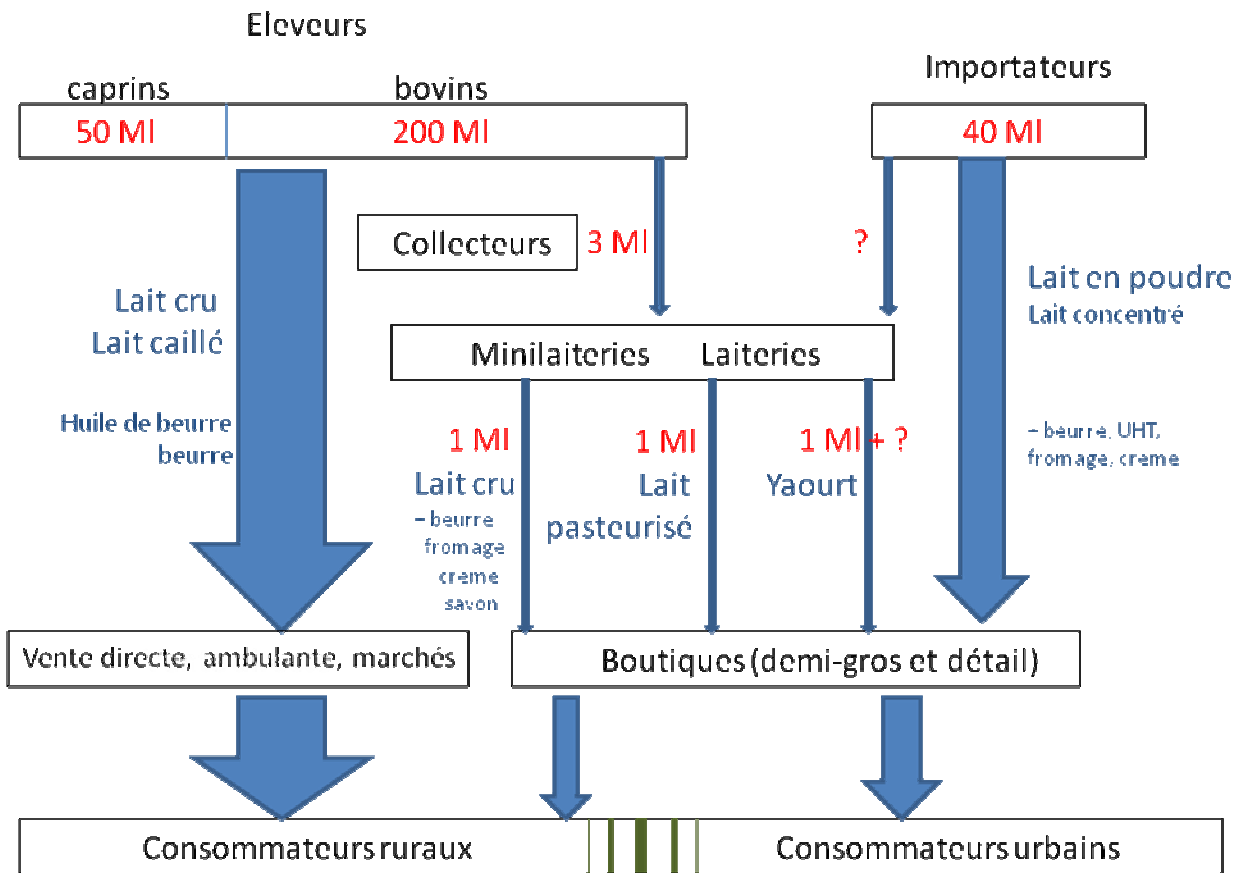 Eleveurs
Importateurs
caprins
bovins
50 Ml
200 Ml
40 Ml
Collecteurs
3 Ml
?
Lait cru
Lait caillé
Huile de beurre
beurre
Lait en poudre
Lait concentré
– beurre, UHT,
fromage, creme
Minilaiteries Laiteries
1 Ml
1 Ml
1 Ml + ?
Lait cru
– beurre
fromage
creme
savon
Lait
pasteurisé
Yaourt
Vente directe, ambulante, marchés
Boutiques (demi-gros et détail)
Consommateurs ruraux
Consommateurs urbains